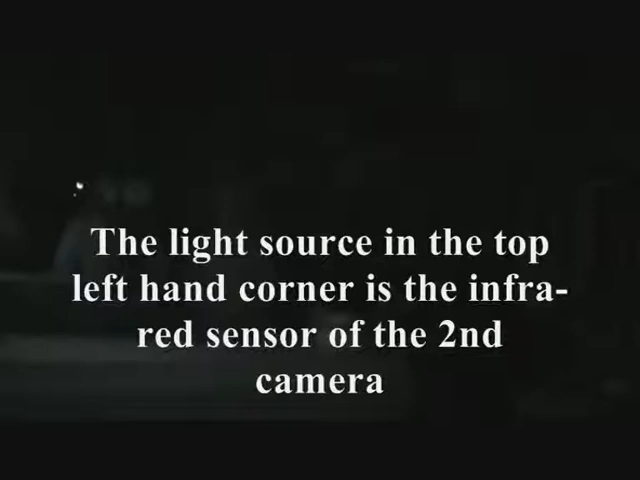 The light source in the top
left hand corner is the infra-
red sensor of the 2nd
camera